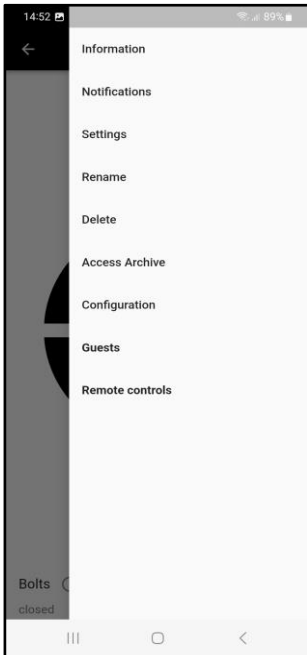 14:52 89%
Information
Notifications
Settings
Rename
Delete
Access Archive
Configuration
Guests
Remote controls
Bolts
closed